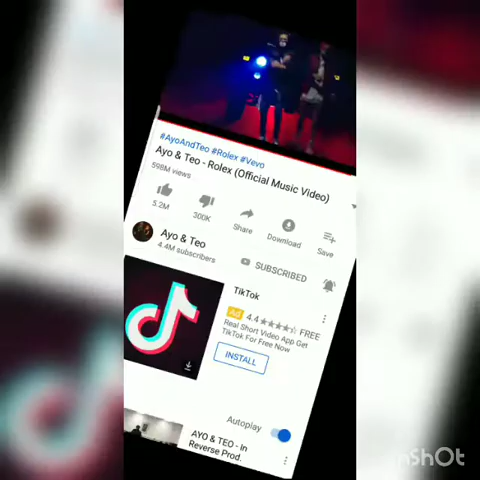 #AyoAndTeo #Rolex #Vevo
Ayo & Teo - Rolex (Official Music Video)
598M views
5.2M
300K
Share
Download
Save
Ayo & Teo
4.4M subscribers
SUBSCRIBED
TikTok
Ad 4.4 FREE
Real Short Video App Get
TikTok For Free Now
INSTALL
Autoplay
AYO & TEO - In
Reverse Prod.